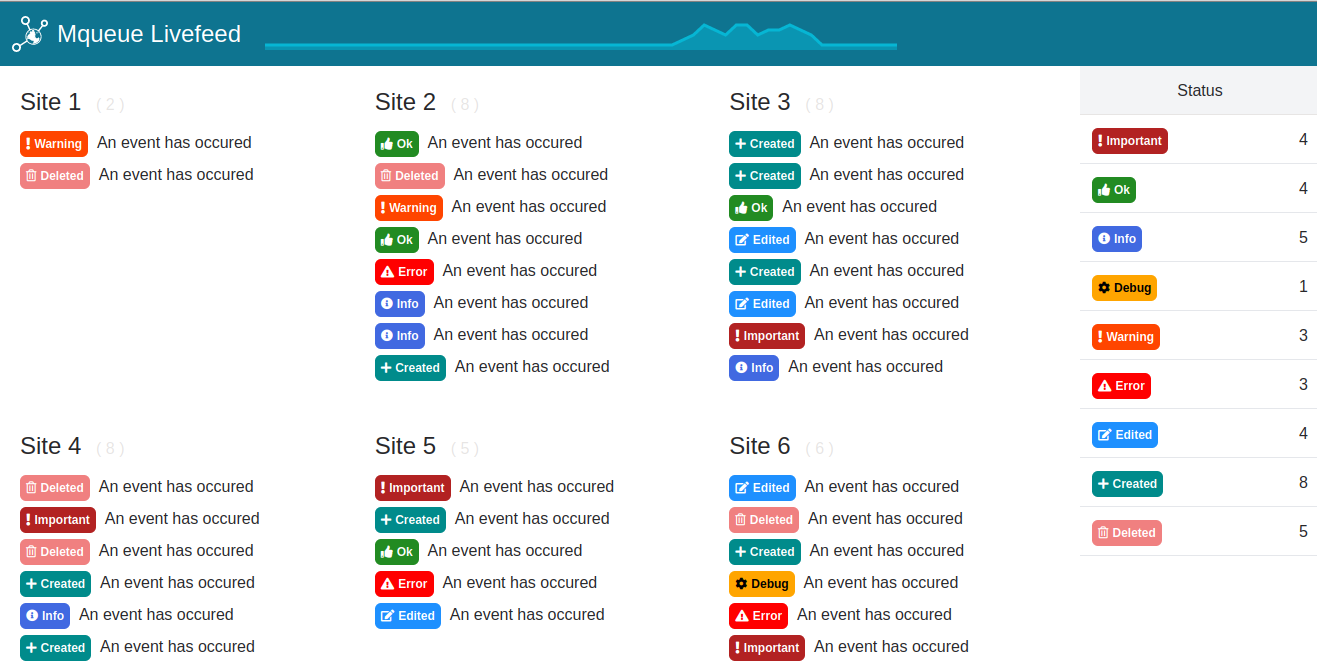 Mqueue Livefeed
Site 1 ( 2 )
Warning An event has occured
Deleted An event has occured
Site 2 ( 8 )
Ok An event has occured
Deleted An event has occured
Warning An event has occured
Ok An event has occured
Error An event has occured
Info An event has occured
Info An event has occured
Created An event has occured
Site 3 ( 8 )
Created An event has occured
Created An event has occured
Ok An event has occured
Edited An event has occured
Created An event has occured
Edited An event has occured
Important An event has occured
Info An event has occured
Site 4 ( 8 )
Deleted An event has occured
Important An event has occured
Deleted An event has occured
Created An event has occured
Info An event has occured
Created An event has occured
Site 5 ( 5 )
Important An event has occured
Created An event has occured
Ok An event has occured
Error An event has occured
Edited An event has occured
Site 6 ( 6 )
Edited An event has occured
Deleted An event has occured
Created An event has occured
Debug An event has occured
Error An event has occured
Important An event has occured
Status
Important 4
Ok 4
Info 5
Debug 1
Warning 3
Error 3
Edited 4
Created 8
Deleted 5